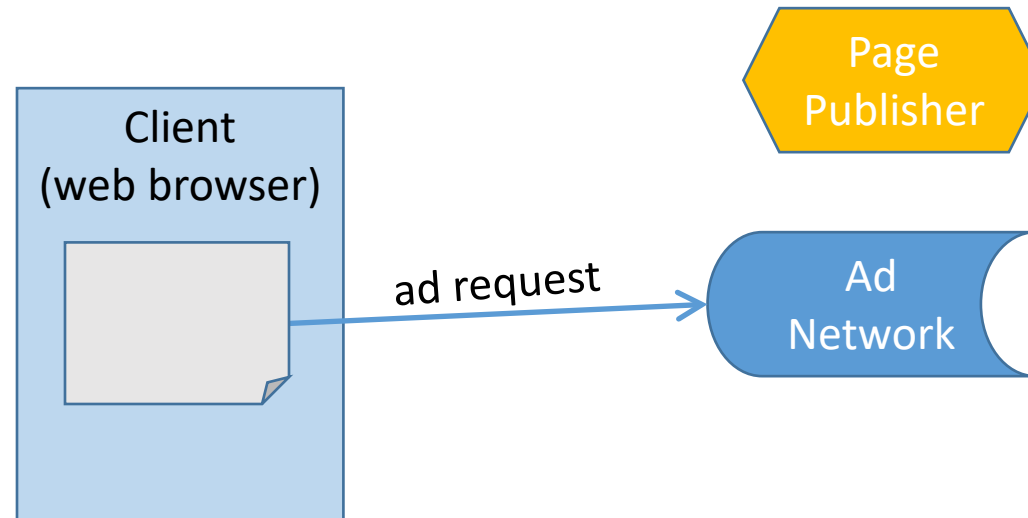 Page
Publisher
Client
(web browser)
ad request
Ad
Network